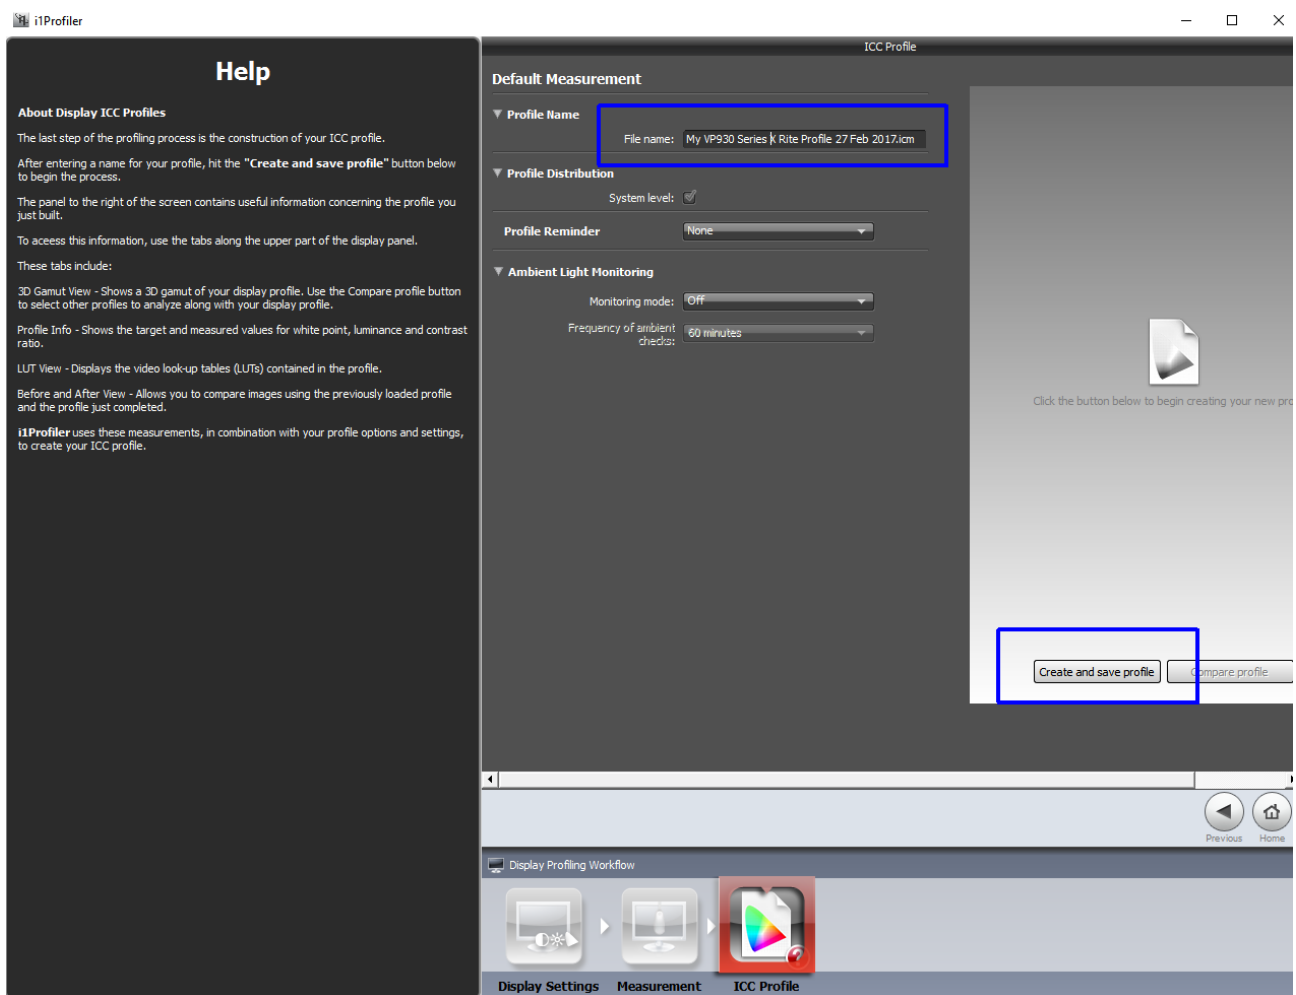 i1Profiler
Help
About Display ICC Profiles
The last step of the profiling process is the construction of your ICC profile.
After entering a name for your profile, hit the "Create and save profile" button below
to begin the process.
The panel to the right of the screen contains useful information concerning the profile you
just built.
To aceess this information, use the tabs along the upper part of the display panel.
These tabs include:
3D Gamut View - Shows a 3D gamut of your display profile. Use the Compare profile button
to select other profiles to analyze along with your display profile.
Profile Info - Shows the target and measured values for white point, luminance and contrast
ratio.
LUT View - Displays the video look-up tables (LUTs) contained in the profile.
Before and After View - Allows you to compare images using the previously loaded profile
and the profile just completed.
i1Profiler uses these measurements, in combination with your profile options and settings,
to create your ICC profile.
ICC Profile
Default Measurement
Profile Name
File name: My VP930 Series X Rite Profile 27 Feb 2017.icm
Profile Distribution
System level:
Profile Reminder None
Ambient Light Monitoring
Monitoring mode: Off
Frequency of ambient
checks: 60 minutes
Click the button below to begin creating your new pro
Create and save profile Compare profile
Previous Home
Display Profiling Workflow
Display Settings Measurement ICC Profile